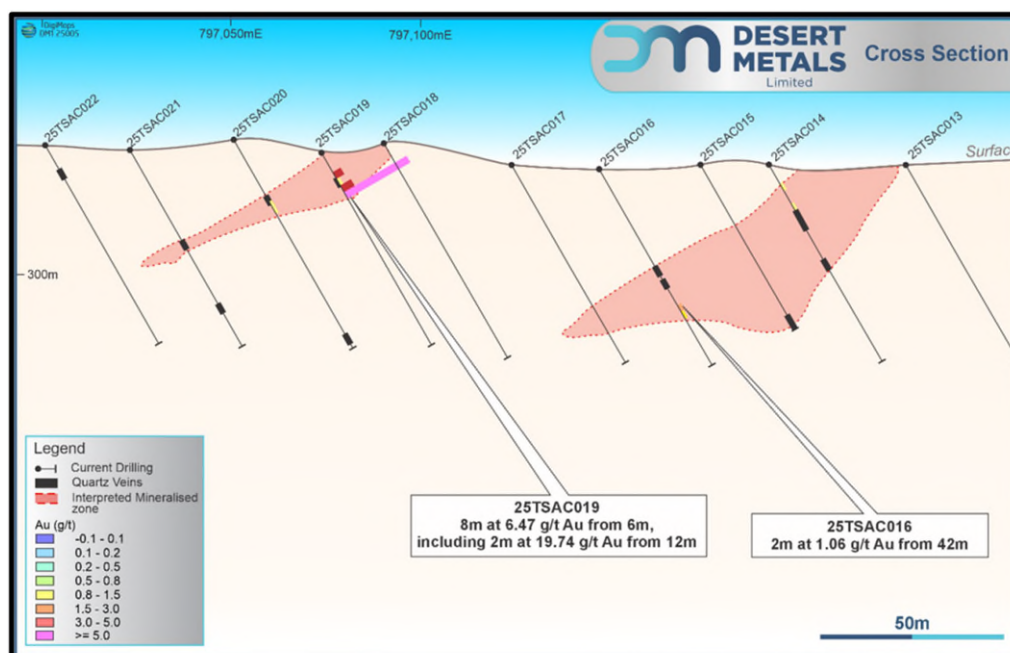 DigiMaps
DMT 25005
797,050mE
797,100mE
DESERT
METALS
Limited
Cross Section
25TSAC022
25TSAC021
25TSAC020
25TSAC019
25TSAC018
25TSAC017
25TSAC016
25TSAC015
25TSAC014
25TSAC013
Surfac
300m
25TSAC019
8m at 6.47 g/t Au from 6m,
including 2m at 19.74 g/t Au from 12m
25TSAC016
2m at 1.06 g/t Au from 42m
Legend
Current Drilling
Quartz Veins
Interpreted Mineralised
zone
Au (g/t)
-0.1 - 0.1
0.1 - 0.2
0.2 - 0.5
0.5 - 0.8
0.8 - 1.5
1.5 - 3.0
3.0 - 5.0
>= 5.0
50m